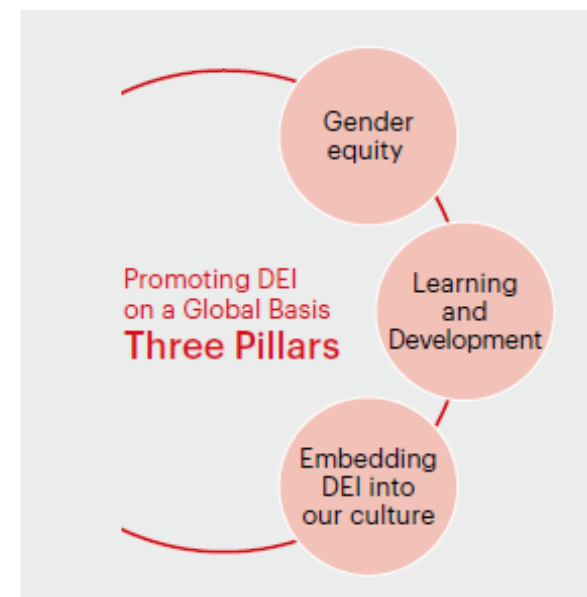 Gender
equity
Promoting DEI
on a Global Basis
Three Pillars
Learning
and
Development
Embedding
DEI into
our culture